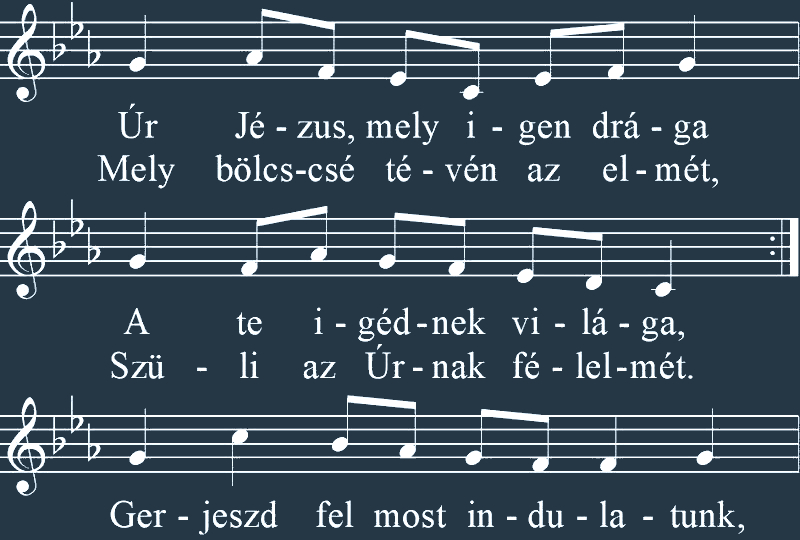 Úr Jé - zus, mely i - gen drá - ga
Mely bölcs-csé té - vén az el - mét,
A te i - géd - nek vi - lá - ga,
Szü - li az Úr - nak fé - lel - mét.
Ger - jeszd fel most in - du - la - tunk,